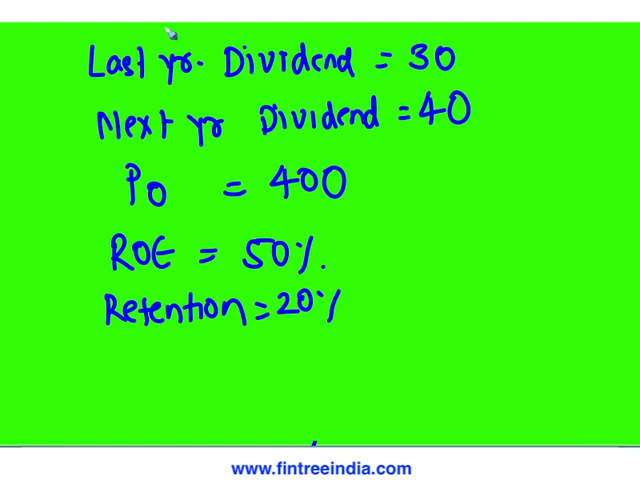 Last yr. Dividend = 30
Next yr Dividend = 40
P0 = 400
ROE = 50%.
Retention = 20%
www.fintreeindia.com